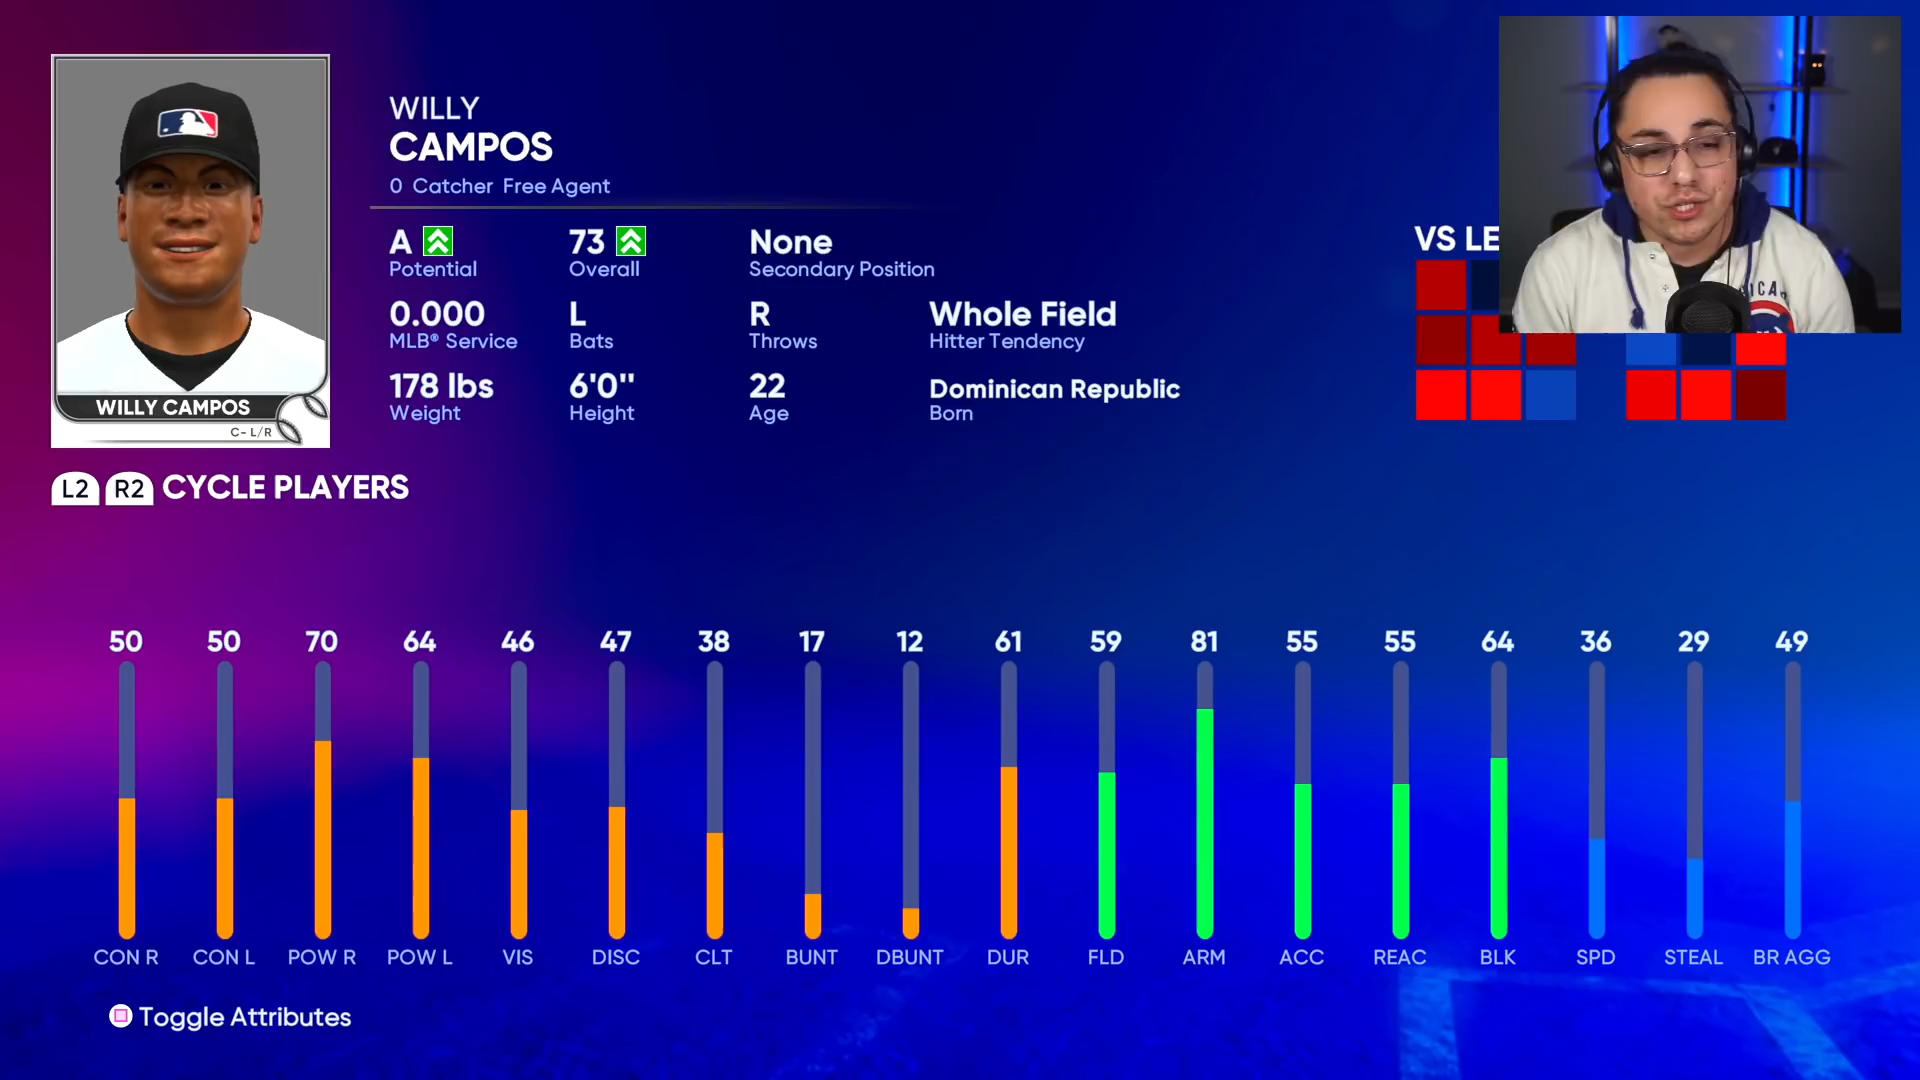 WILLY
CAMPOS
0 Catcher Free Agent
A
Potential
73
Overall
None
Secondary Position
0.000
MLB® Service
L
Bats
R
Throws
Whole Field
Hitter Tendency
178 lbs
Weight
6'0"
Height
22
Age
Dominican Republic
Born
VS LE
ICA
WILLY CAMPOS
C- L/R
L2 R2 CYCLE PLAYERS
50 50 70 64 46 47 38 17 12 61 59 81 55 55 64 36 29 49
CON R CON L POW R POW L VIS DISC CLT BUNT DBUNT DUR FLD ARM ACC REAC BLK SPD STEAL BR AGG
Toggle Attributes